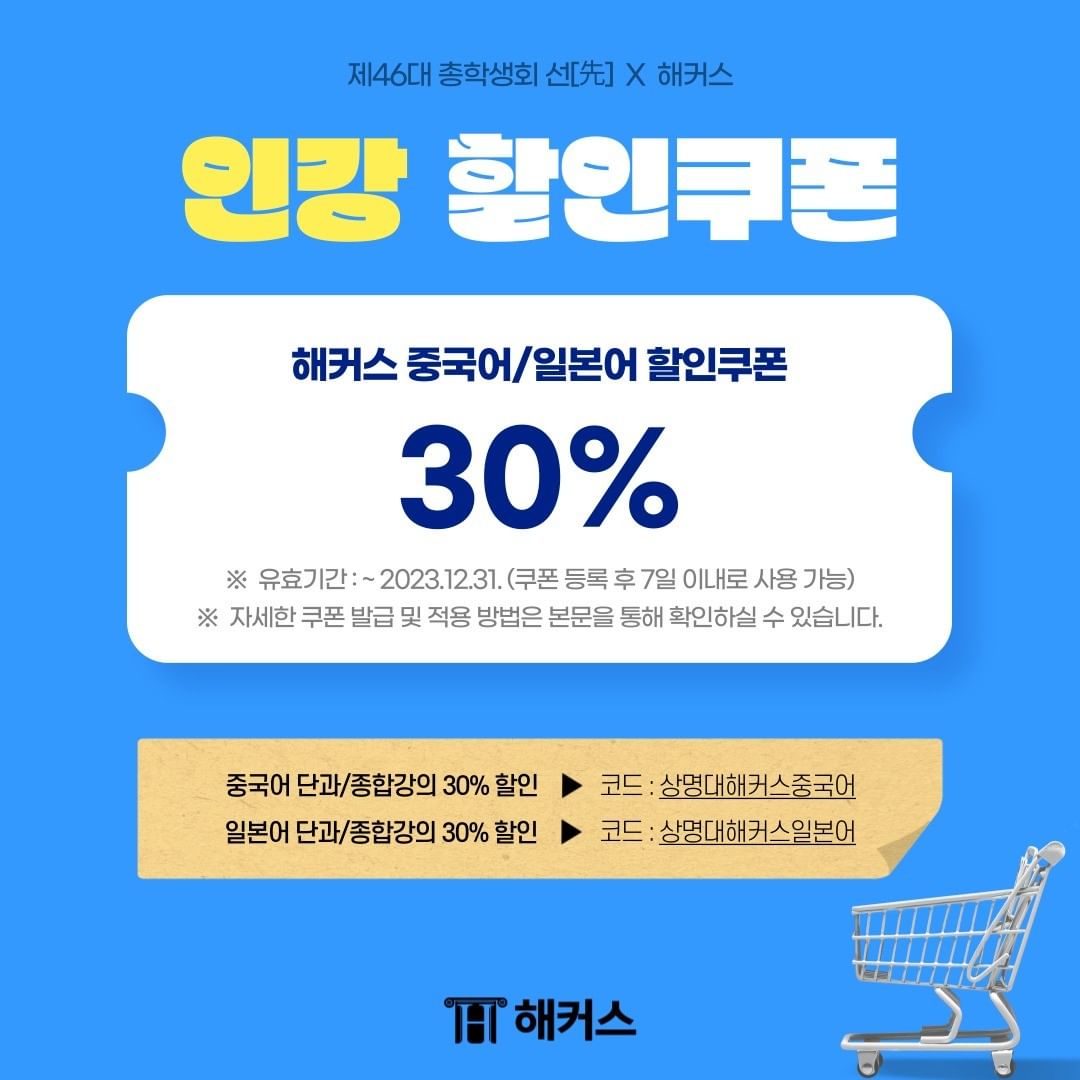 제46대 총학생회 선[先] X 해커스
인강 할인쿠폰
해커스 중국어/일본어 할인쿠폰
30%
※ 유효기간 : ~ 2023.12.31. (쿠폰 등록 후 7일 이내로 사용 가능)
※ 자세한 쿠폰 발급 및 적용 방법은 본문을 통해 확인하실 수 있습니다.
중국어 단과/종합강의 30% 할인 ▶ 코드 : 상명대해커스중국어
일본어 단과/종합강의 30% 할인 ▶ 코드 : 상명대해커스일본어
해커스